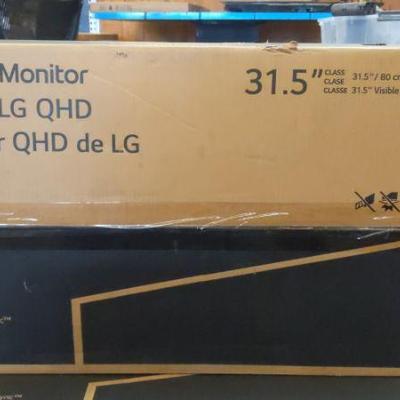 Monitor
LG QHD
r QHD de LG
31.5"
CLASS
CLASE
CLASSE
31.5" / 80 cm
31.5" Visible